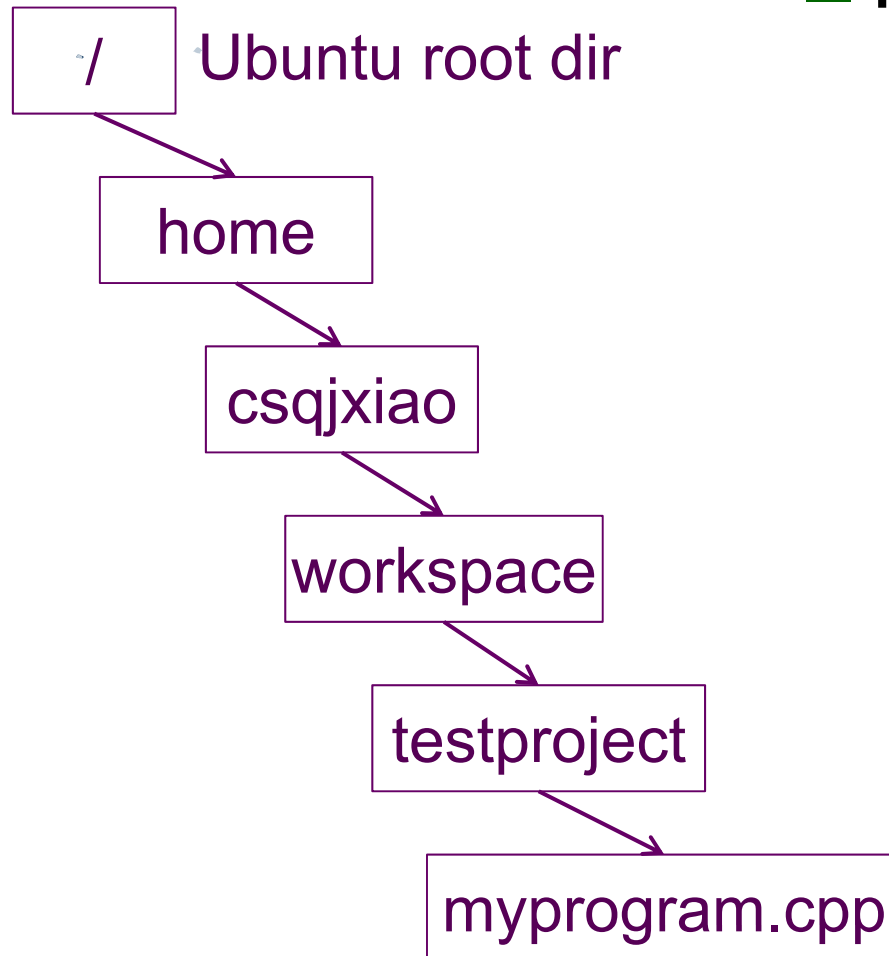 / Ubuntu root dir
home
csqjxiao
workspace
testproject
myprogram.cpp